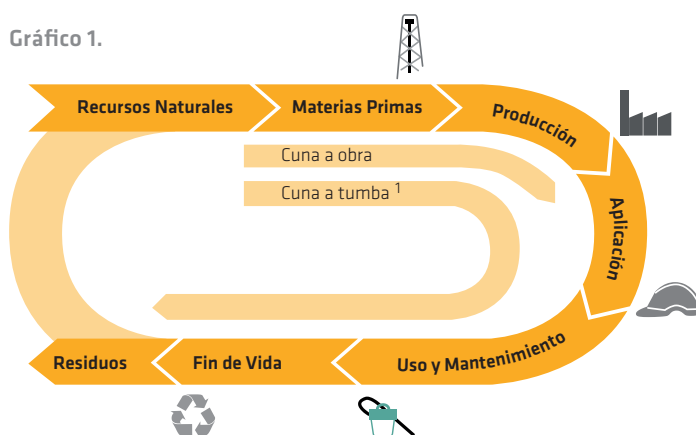 Gráfico 1.
Recursos Naturales
Materias Primas
Producción
Cuna a obra
Cuna a tumba ¹
Aplicación
Uso y Mantenimiento
Fin de Vida
Residuos